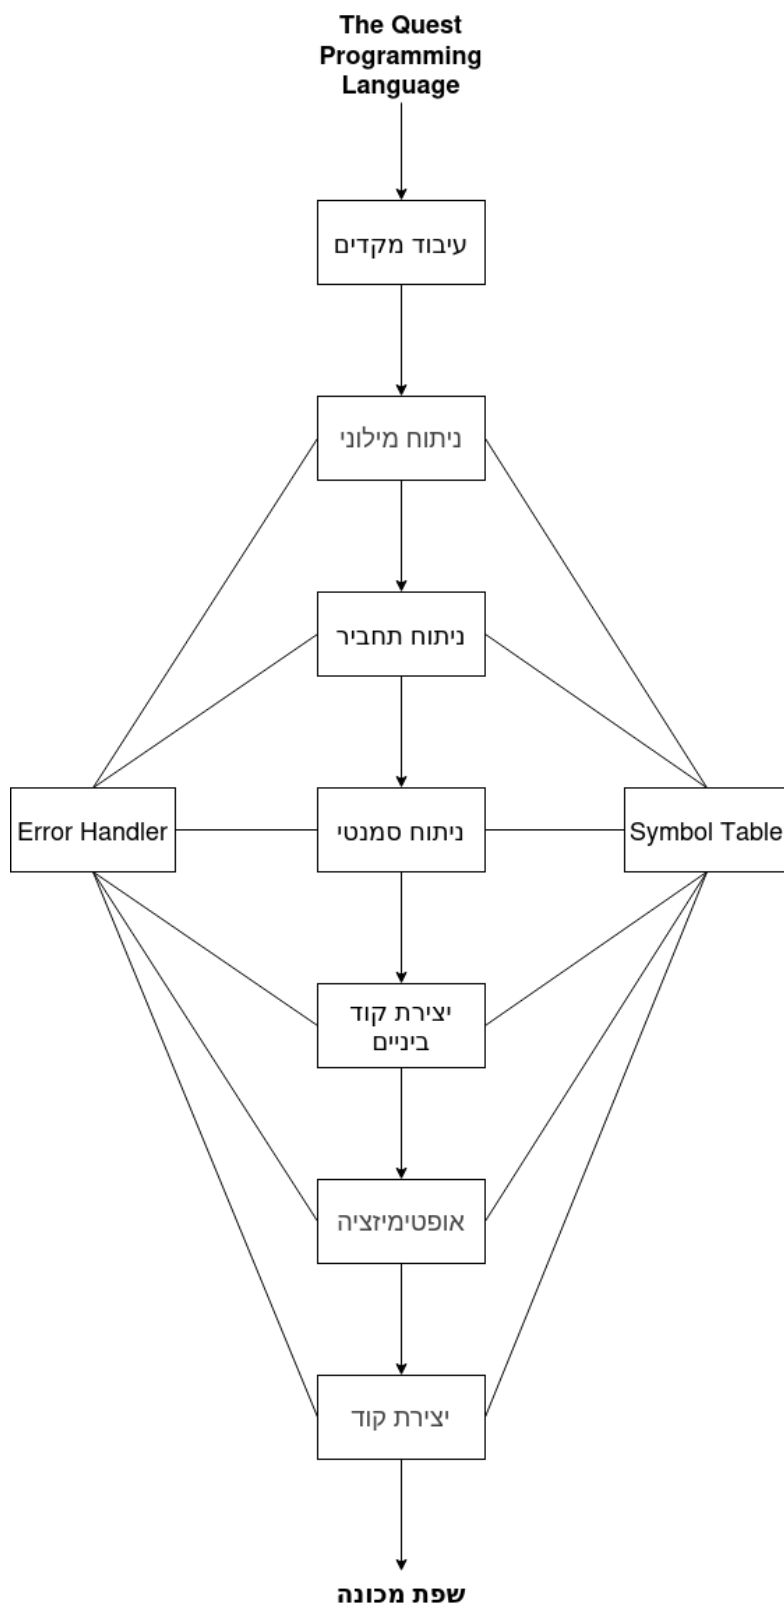 The Quest
Programming
Language
עיבוד מקדים
ניתוח מילוני
ניתוח תחביר
Error Handler
ניתוח סמנטי
Symbol Table
יצירת קוד
ביניים
אופטימיזציה
יצירת קוד
שפת מכונה